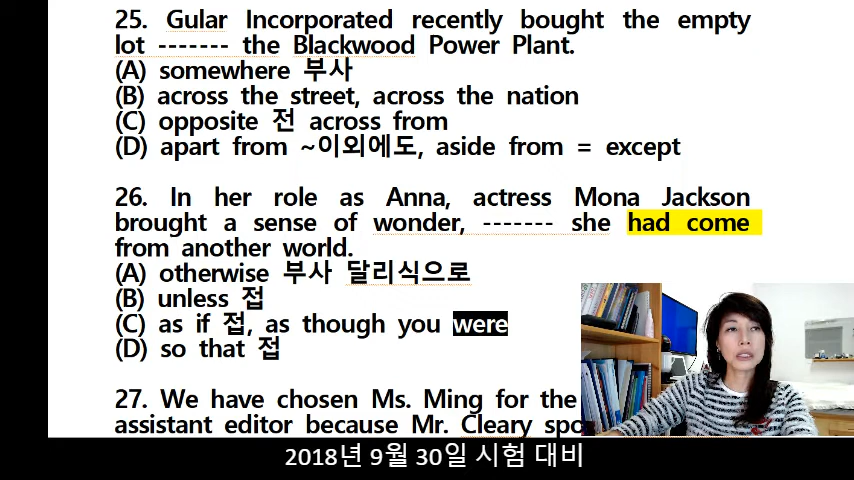 25. Gular Incorporated recently bought the empty
lot ------- the Blackwood Power Plant.
(A) somewhere 부사
(B) across the street, across the nation
(C) opposite 전 across from
(D) apart from ~이외에도, aside from = except
26. In her role as Anna, actress Mona Jackson
brought a sense of wonder, ------- she had come
from another world.
(A) otherwise 부사 달리식으로
(B) unless 접
(C) as if 접, as though you were
(D) so that 접
27. We have chosen Ms. Ming for the
assistant editor because Mr. Cleary
2018년 9월 30일 시험 대비